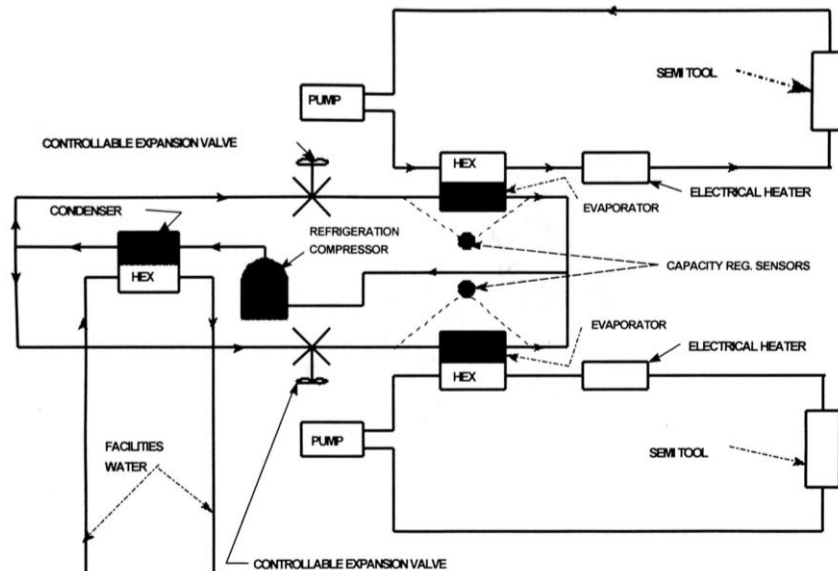 SEMI TOOL
PUMP
CONTROLLABLE EXPANSION VALVE
HEX
ELECTRICAL HEATER
CONDENSER
EVAPORATOR
REFRIGERATION
COMPRESSOR
HEX
CAPACITY REG. SENSORS
EVAPORATOR
ELECTRICAL HEATER
HEX
PUMP
FACILITIES
WATER
SEMI TOOL
CONTROLLABLE EXPANSION VALVE